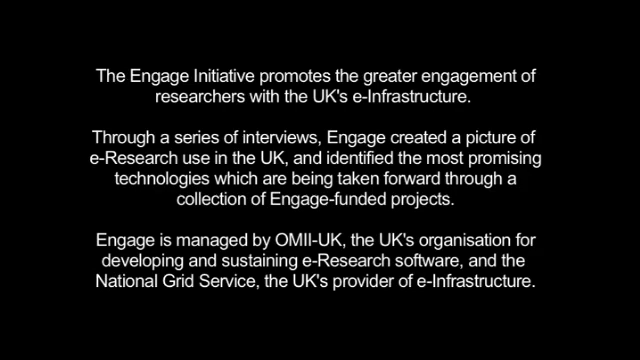 The Engage Initiative promotes the greater engagement of
researchers with the UK's e-Infrastructure.
Through a series of interviews, Engage created a picture of
e-Research use in the UK, and identified the most promising
technologies which are being taken forward through a
collection of Engage-funded projects.
Engage is managed by OMII-UK, the UK's organisation for
developing and sustaining e-Research software, and the
National Grid Service, the UK's provider of e-Infrastructure.